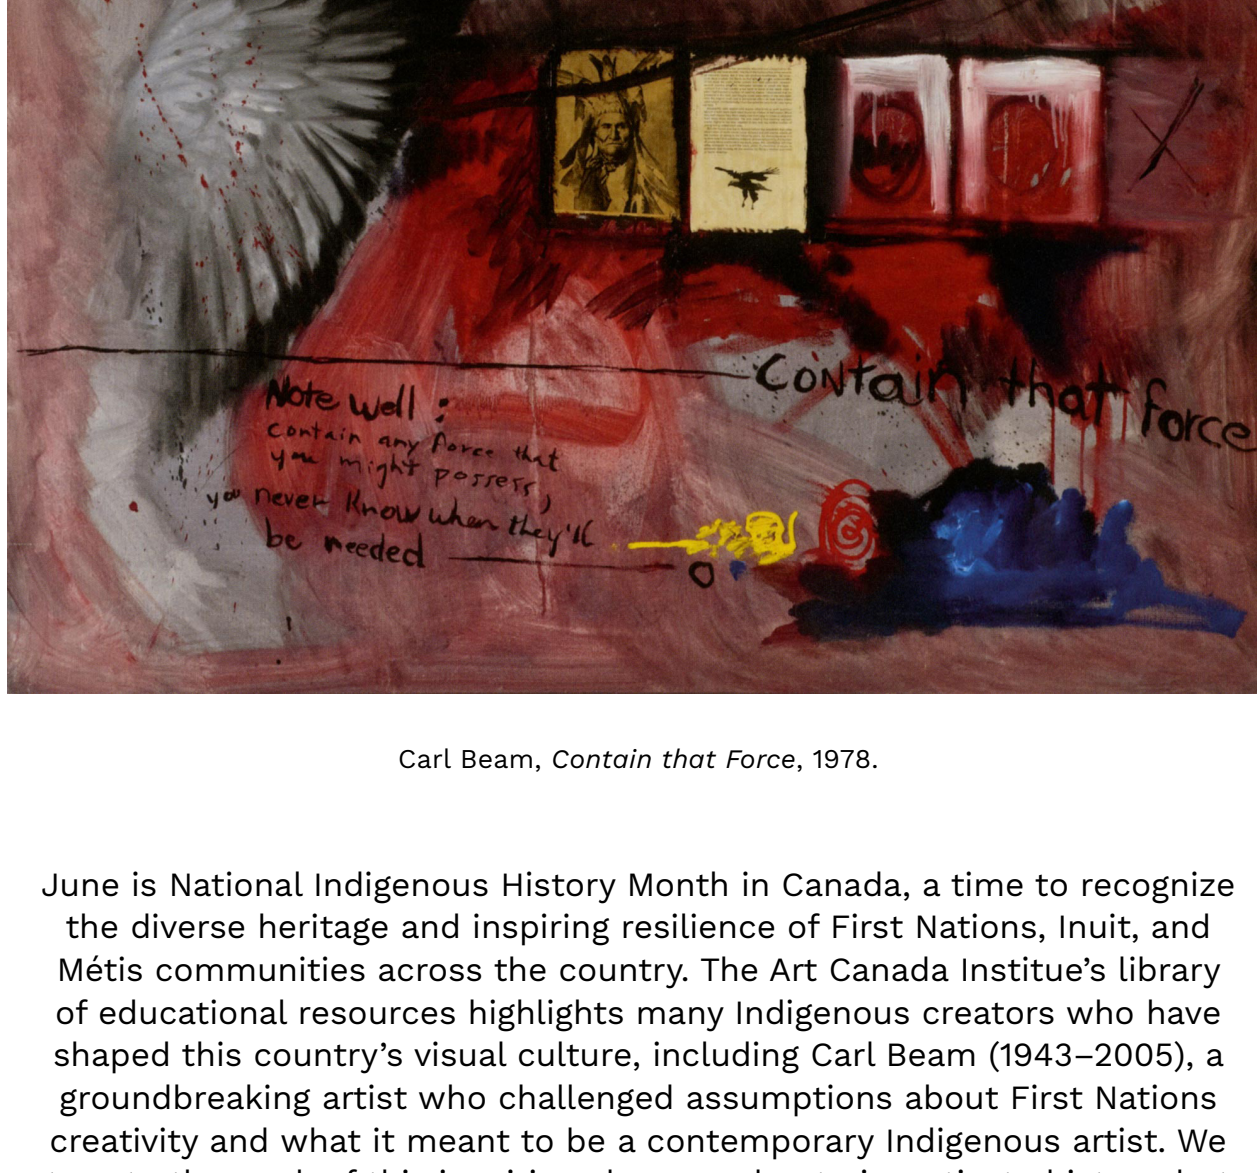 Contain that force
Note well :
contain any force that
you might possess,
you never know when they'll
be needed
Carl Beam, Contain that Force, 1978.
June is National Indigenous History Month in Canada, a time to recognize
the diverse heritage and inspiring resilience of First Nations, Inuit, and
Métis communities across the country. The Art Canada Institue’s library
of educational resources highlights many Indigenous creators who have
shaped this country’s visual culture, including Carl Beam (1943–2005), a
groundbreaking artist who challenged assumptions about First Nations
creativity and what it meant to be a contemporary Indigenous artist. We